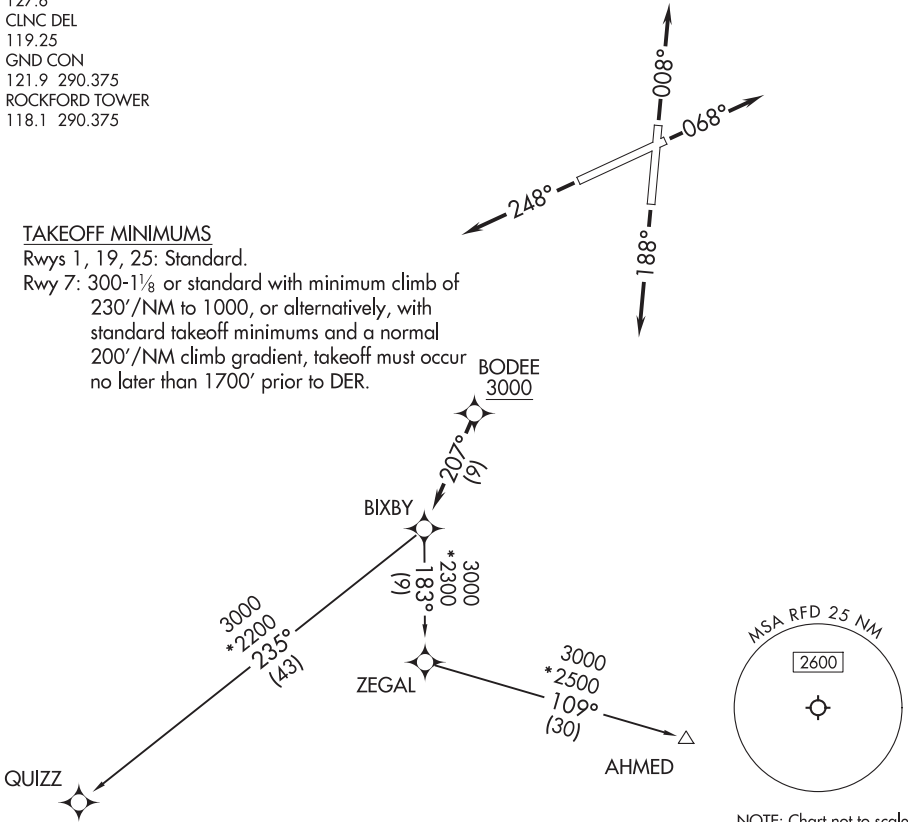 127.8
CLNC DEL
119.25
GND CON
121.9 290.375
ROCKFORD TOWER
118.1 290.375
008°
068°
248°
188°
TAKEOFF MINIMUMS
Rwys 1, 19, 25: Standard.
Rwy 7: 300-1⅛ or standard with minimum climb of
230'/NM to 1000, or alternatively, with
standard takeoff minimums and a normal
200'/NM climb gradient, takeoff must occur
no later than 1700' prior to DER.
BODEE
3000
207°
(9)
BIXBY
3000
*2300
183°
(9)
3000
*2200
235°
(43)
ZEGAL
3000
*2500
109°
(30)
AHMED
QUIZZ
MSA RFD 25 NM
2600
NOTE: Chart not to scale